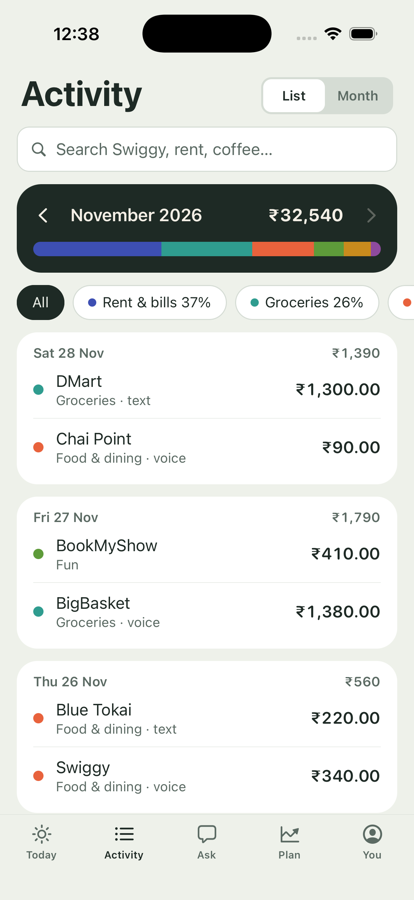 12:38
Activity
List
Month
Search Swiggy, rent, coffee...
November 2026
₹32,540
All
Rent & bills 37%
Groceries 26%
Sat 28 Nov
₹1,390
DMart
₹1,300.00
Groceries · text
Chai Point
₹90.00
Food & dining · voice
Fri 27 Nov
₹1,790
BookMyShow
₹410.00
Fun
BigBasket
₹1,380.00
Groceries · voice
Thu 26 Nov
₹560
Blue Tokai
₹220.00
Food & dining · text
Swiggy
₹340.00
Food & dining · voice
Today
Activity
Ask
Plan
You